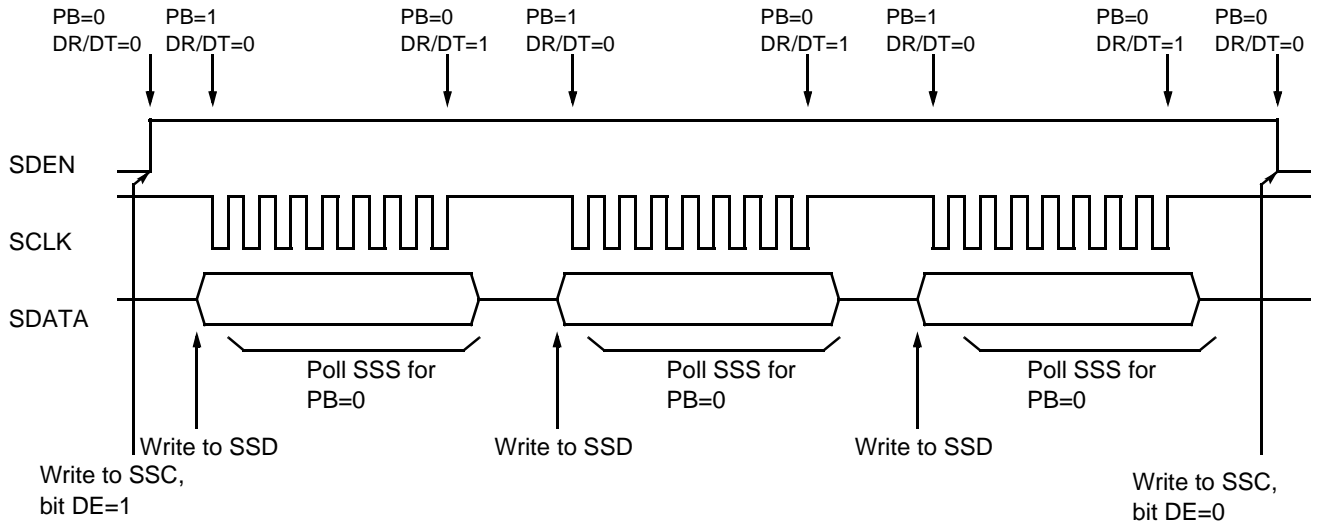 PB=0 PB=1 PB=0 PB=1 PB=0 PB=1 PB=0 PB=0
DR/DT=0 DR/DT=0 DR/DT=1 DR/DT=0 DR/DT=1 DR/DT=0 DR/DT=1 DR/DT=0
SDEN
SCLK
SDATA
Poll SSS for Poll SSS for Poll SSS for
PB=0 PB=0 PB=0
Write to SSD Write to SSD Write to SSD
Write to SSC, Write to SSC,
bit DE=1 bit DE=0